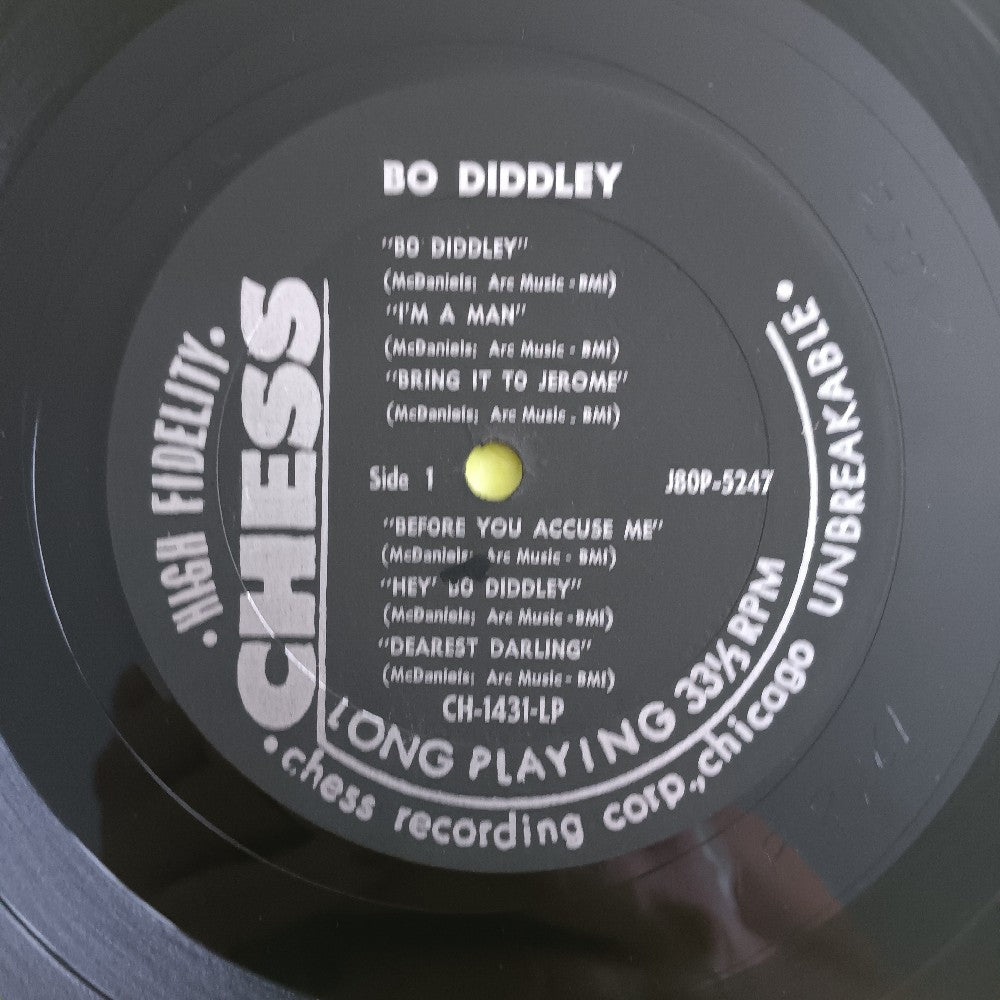 BO DIDDLEY
"BO DIDDLEY"
(McDaniels; Arc Music - BMI)
"I'M A MAN"
(McDaniels; Arc Music - BMI)
"BRING IT TO JEROME"
(McDaniels; Arc Music - BMI)
Side 1
J8OP-5247
"BEFORE YOU ACCUSE ME"
(McDaniels; Arc Music - BMI)
"HEY' BO DIDDLEY"
(McDaniels; Arc Music - BMI)
"DEAREST DARLING"
(McDaniels; Arc Music - BMI)
CH-1431-LP
LONG PLAYING 33⅓ RPM
CHESS
• HIGH FIDELITY •
• chess recording corp., chicago UNBREAKABLE •